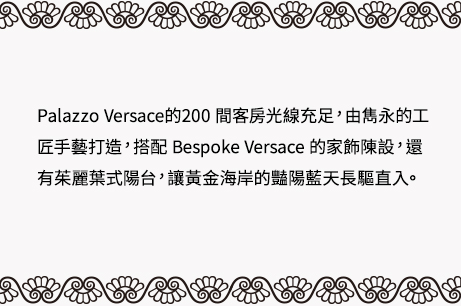 Palazzo Versace的200 間客房光線充足，由雋永的工
匠手藝打造，搭配 Bespoke Versace 的家飾陳設，還
有茱麗葉式陽台，讓黃金海岸的豔陽藍天長驅直入。